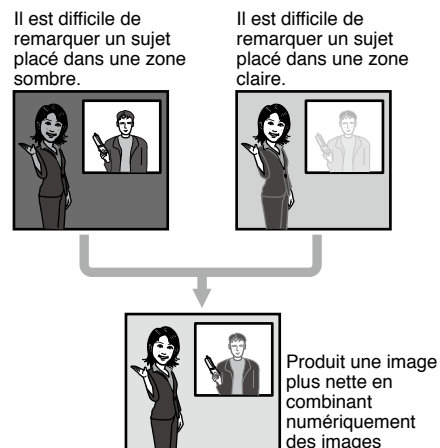 Il est difficile de
remarquer un sujet
placé dans une zone
sombre.
Il est difficile de
remarquer un sujet
placé dans une zone
claire.
Produit une image
plus nette en
combinant
numériquement
des images